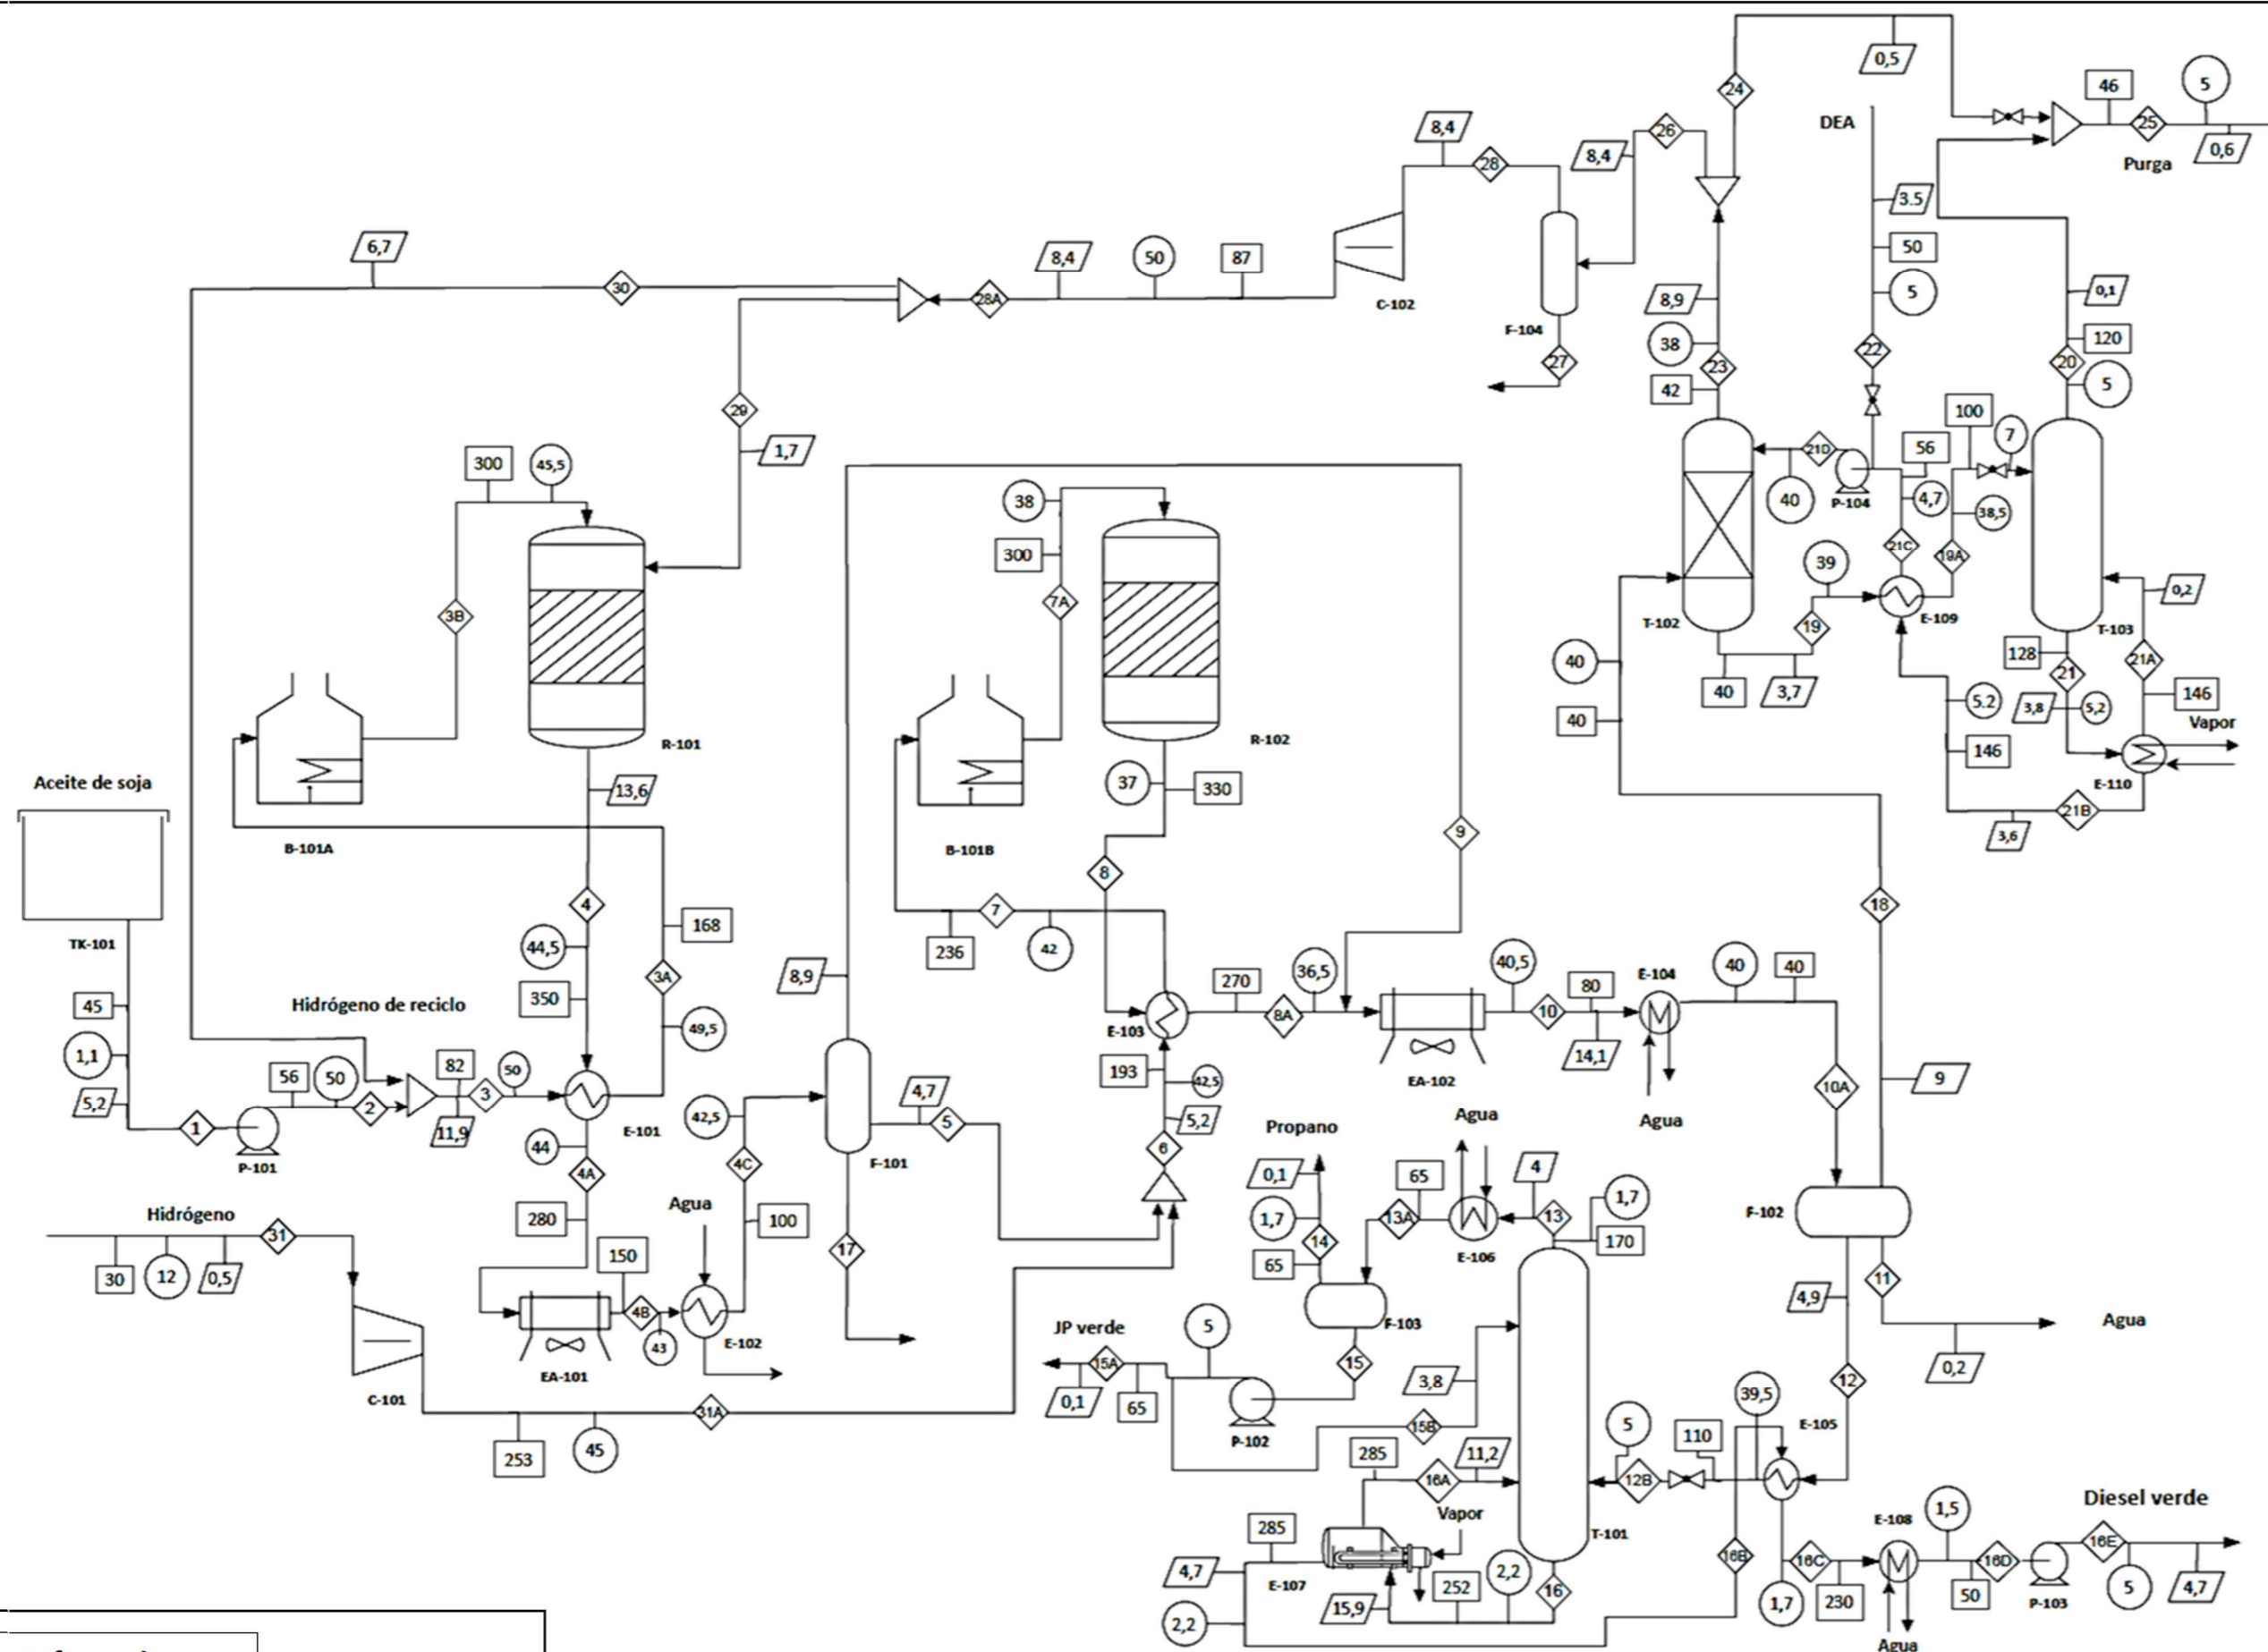 0,5
24
46
5
DEA
25
0,6
Purga
8,4
26
8,4
28
3.5
6,7
8,4
50
87
50
30
28A
C-102
8,9
5
0,1
F-104
38
22
120
27
23
20
42
5
29
100
7
1,7
300
45,5
21D
56
38
40
P-104
4,7
38,5
300
39
21C
19A
7A
3B
T-102
19
E-109
0,2
T-103
40
128
21
21A
40
3,7
5.2
3,8
5,2
146
40
Vapor
R-101
R-102
146
Aceite de soja
13,6
37
330
E-110
21B
3,6
B-101A
B-101B
9
8
4
168
7
18
TK-101
44,5
236
42
8,9
3A
350
270
36,5
40,5
80
E-104
40
40
45
Hidrógeno de reciclo
8A
10
49,5
E-103
1,1
82
50
193
14,1
56
50
42,5
EA-102
10A
9
5,2
3
4,7
2
42,5
5,2
Agua
Agua
1
11,9
E-101
5
Propano
P-101
44
4C
F-101
6
0,1
65
4
4A
Hidrógeno
Agua
1,7
13A
13
1,7
F-102
31
280
100
14
170
17
65
E-106
150
11
30
12
0,5
4,9
4B
F-103
JP verde
5
Agua
43
E-102
15A
15
EA-101
3,8
0,2
12
C-101
0,1
65
39,5
31A
15B
5
E-105
P-102
110
253
45
285
11,2
16A
12B
Vapor
Diesel verde
1,5
285
E-108
T-101
16B
16C
16D
16E
4,7
E-107
252
2,2
16
15,9
1,7
230
50
P-103
5
4,7
2,2
Agua